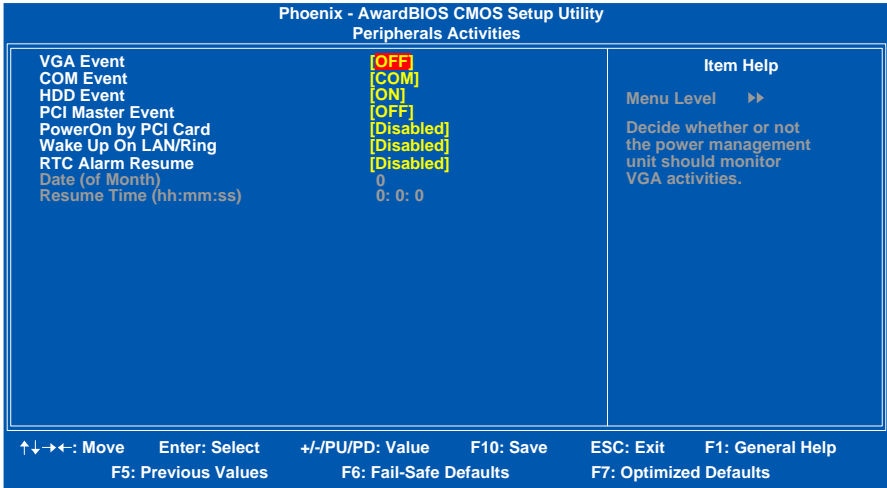 Phoenix - AwardBIOS CMOS Setup Utility
Peripherals Activities
VGA Event [OFF]
COM Event [COM]
HDD Event [ON]
PCI Master Event [OFF]
PowerOn by PCI Card [Disabled]
Wake Up On LAN/Ring [Disabled]
RTC Alarm Resume [Disabled]
Date (of Month) 0
Resume Time (hh:mm:ss) 0: 0: 0
Item Help
Menu Level ▸▸
Decide whether or not
the power management
unit should monitor
VGA activities.
↑↓→←: Move Enter: Select +/-/PU/PD: Value F10: Save ESC: Exit F1: General Help
F5: Previous Values F6: Fail-Safe Defaults F7: Optimized Defaults